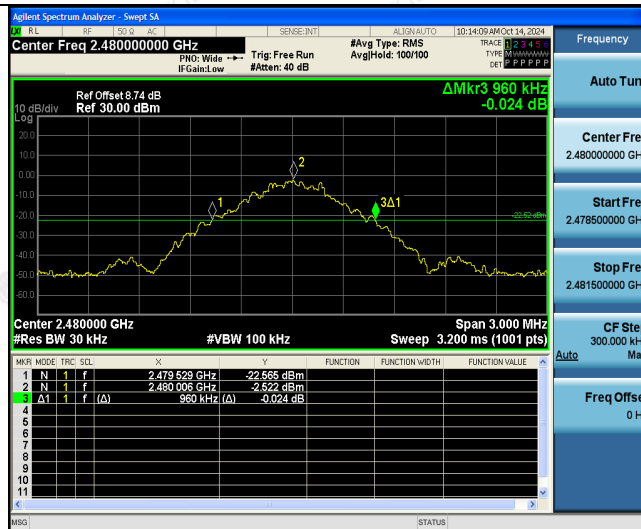 Agilent Spectrum Analyzer - Swept SA
LXI RL RF 50 Ω AC SENSE:INT ALIGNAUTO 10:14:09 AM Oct 14, 2024
Center Freq 2.480000000 GHz
PNO: Wide
IFGain:Low
Trig: Free Run
#Atten: 40 dB
#Avg Type: RMS
Avg|Hold: 100/100
TRACE 1 2 3 4 5 6
TYPE M
DET P P P P P P
ΔMkr3 960 kHz
-0.024 dB
Ref Offset 8.74 dB
10 dB/div Ref 30.00 dBm
Log
20.0
10.0
0.00
-10.0
-20.0
-30.0
-40.0
-50.0
-60.0
1
2
3Δ1
-22.52 dBm
Center 2.480000 GHz Span 3.000 MHz
#Res BW 30 kHz #VBW 100 kHz Sweep 3.200 ms (1001 pts)
MKR MODE TRC SCL X Y FUNCTION FUNCTION WIDTH FUNCTION VALUE
1 N 1 f 2.479 529 GHz -22.565 dBm
2 N 1 f 2.480 006 GHz -2.522 dBm
3 Δ1 1 f (Δ) 960 kHz (Δ) -0.024 dB
4
5
6
7
8
9
10
11
MSG STATUS
Frequency
Auto Tun
Center Fre
2.480000000 GH
Start Fre
2.478500000 GH
Stop Fre
2.481500000 GH
CF Ste
300.000 kH
Auto Ma
Freq Offse
0 H